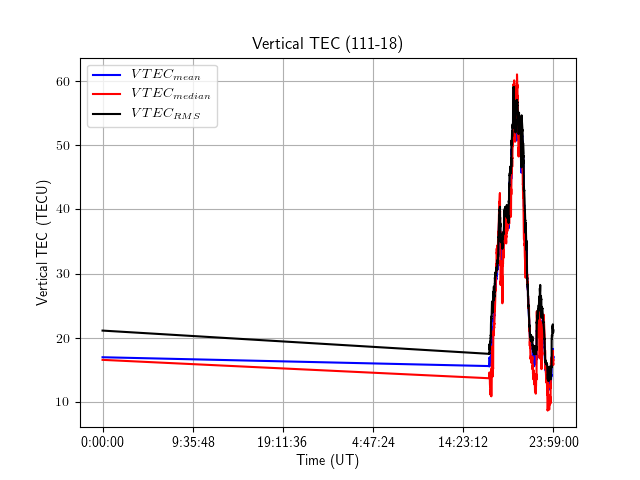 Vertical TEC (111-18)
VTEC_mean
VTEC_median
VTEC_RMS
Vertical TEC (TECU)
60
50
40
30
20
10
0:00:00 9:35:48 19:11:36 4:47:24 14:23:12 23:59:00
Time (UT)